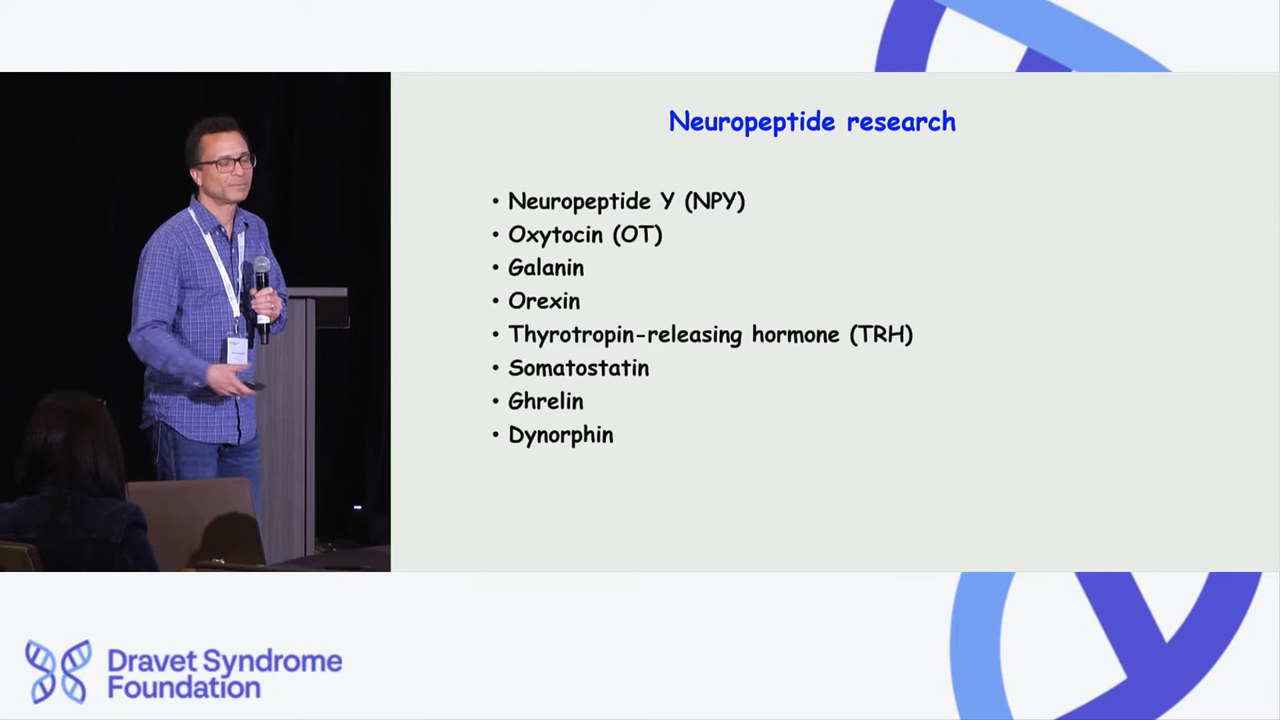 Neuropeptide research
• Neuropeptide Y (NPY)
• Oxytocin (OT)
• Galanin
• Orexin
• Thyrotropin-releasing hormone (TRH)
• Somatostatin
• Ghrelin
• Dynorphin
Dravet Syndrome
Foundation